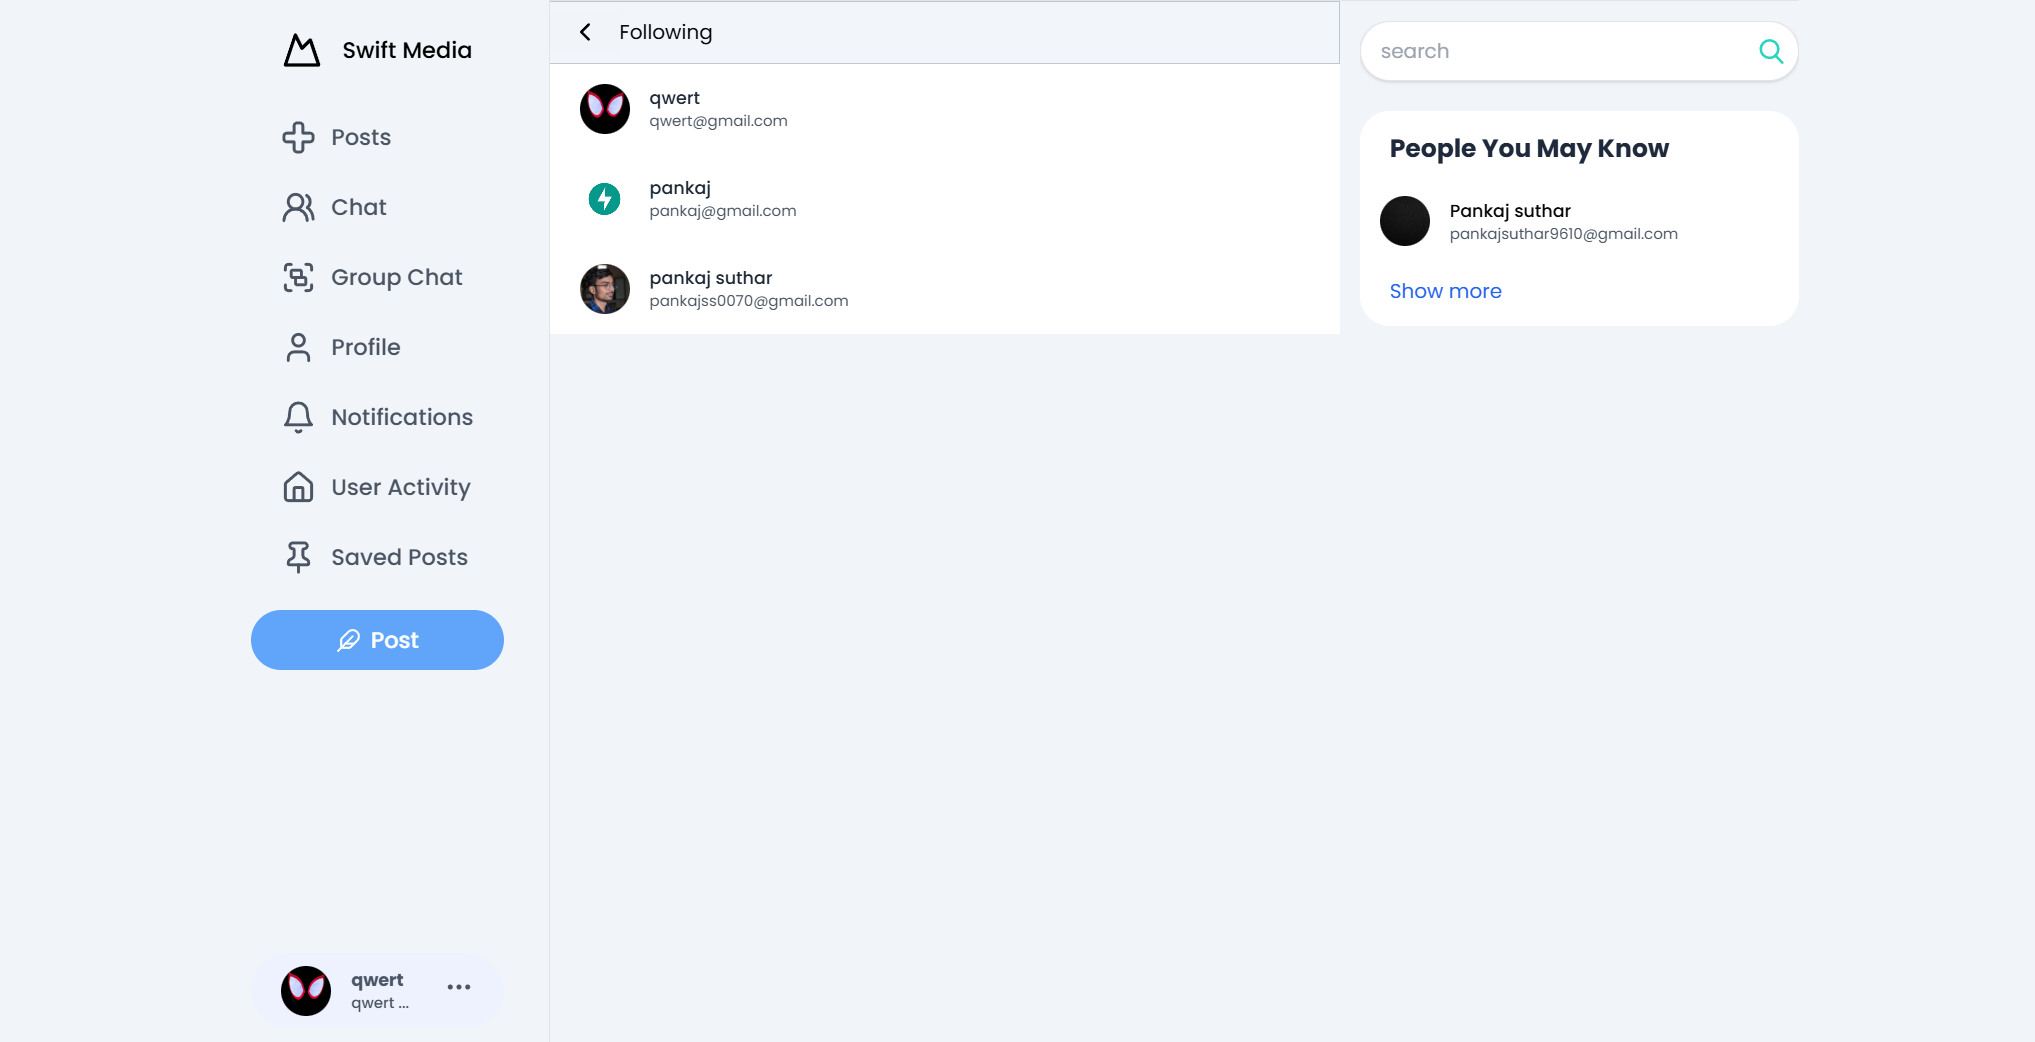 Swift Media
Posts
Chat
Group Chat
Profile
Notifications
User Activity
Saved Posts
Post
qwert
qwert ...
Following
qwert
qwert@gmail.com
pankaj
pankaj@gmail.com
pankaj suthar
pankajss0070@gmail.com
search
People You May Know
Pankaj suthar
pankajsuthar9610@gmail.com
Show more